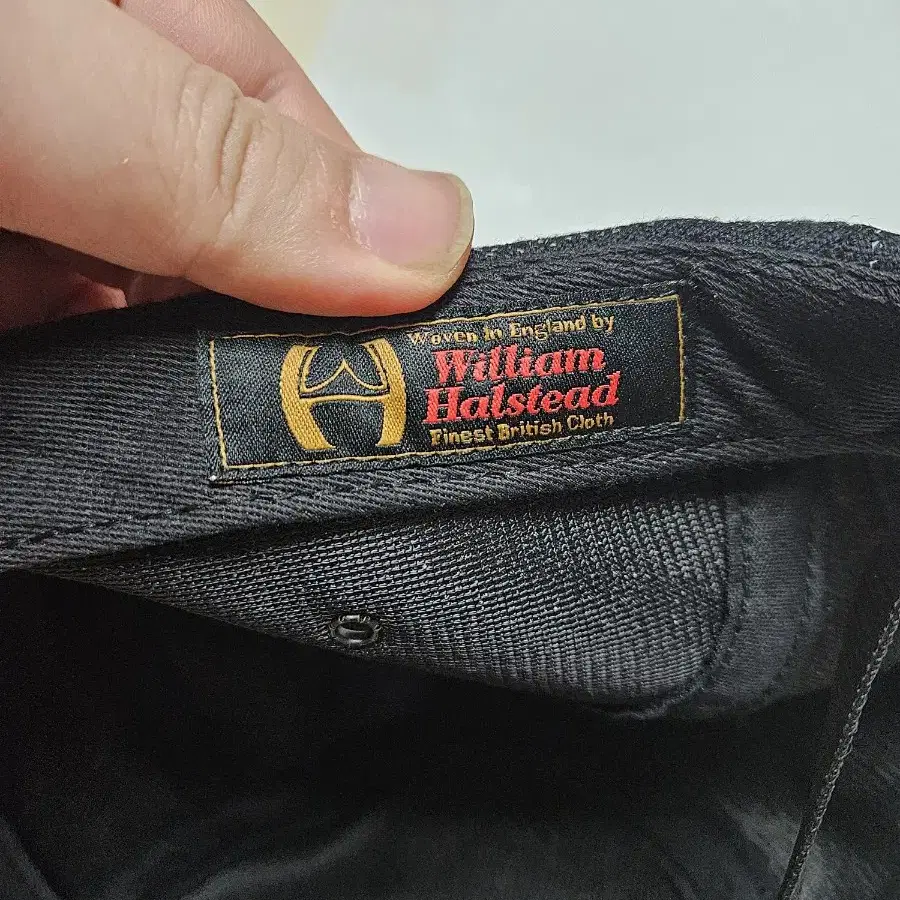 Woven in England by
William
Halstead
Finest British Cloth